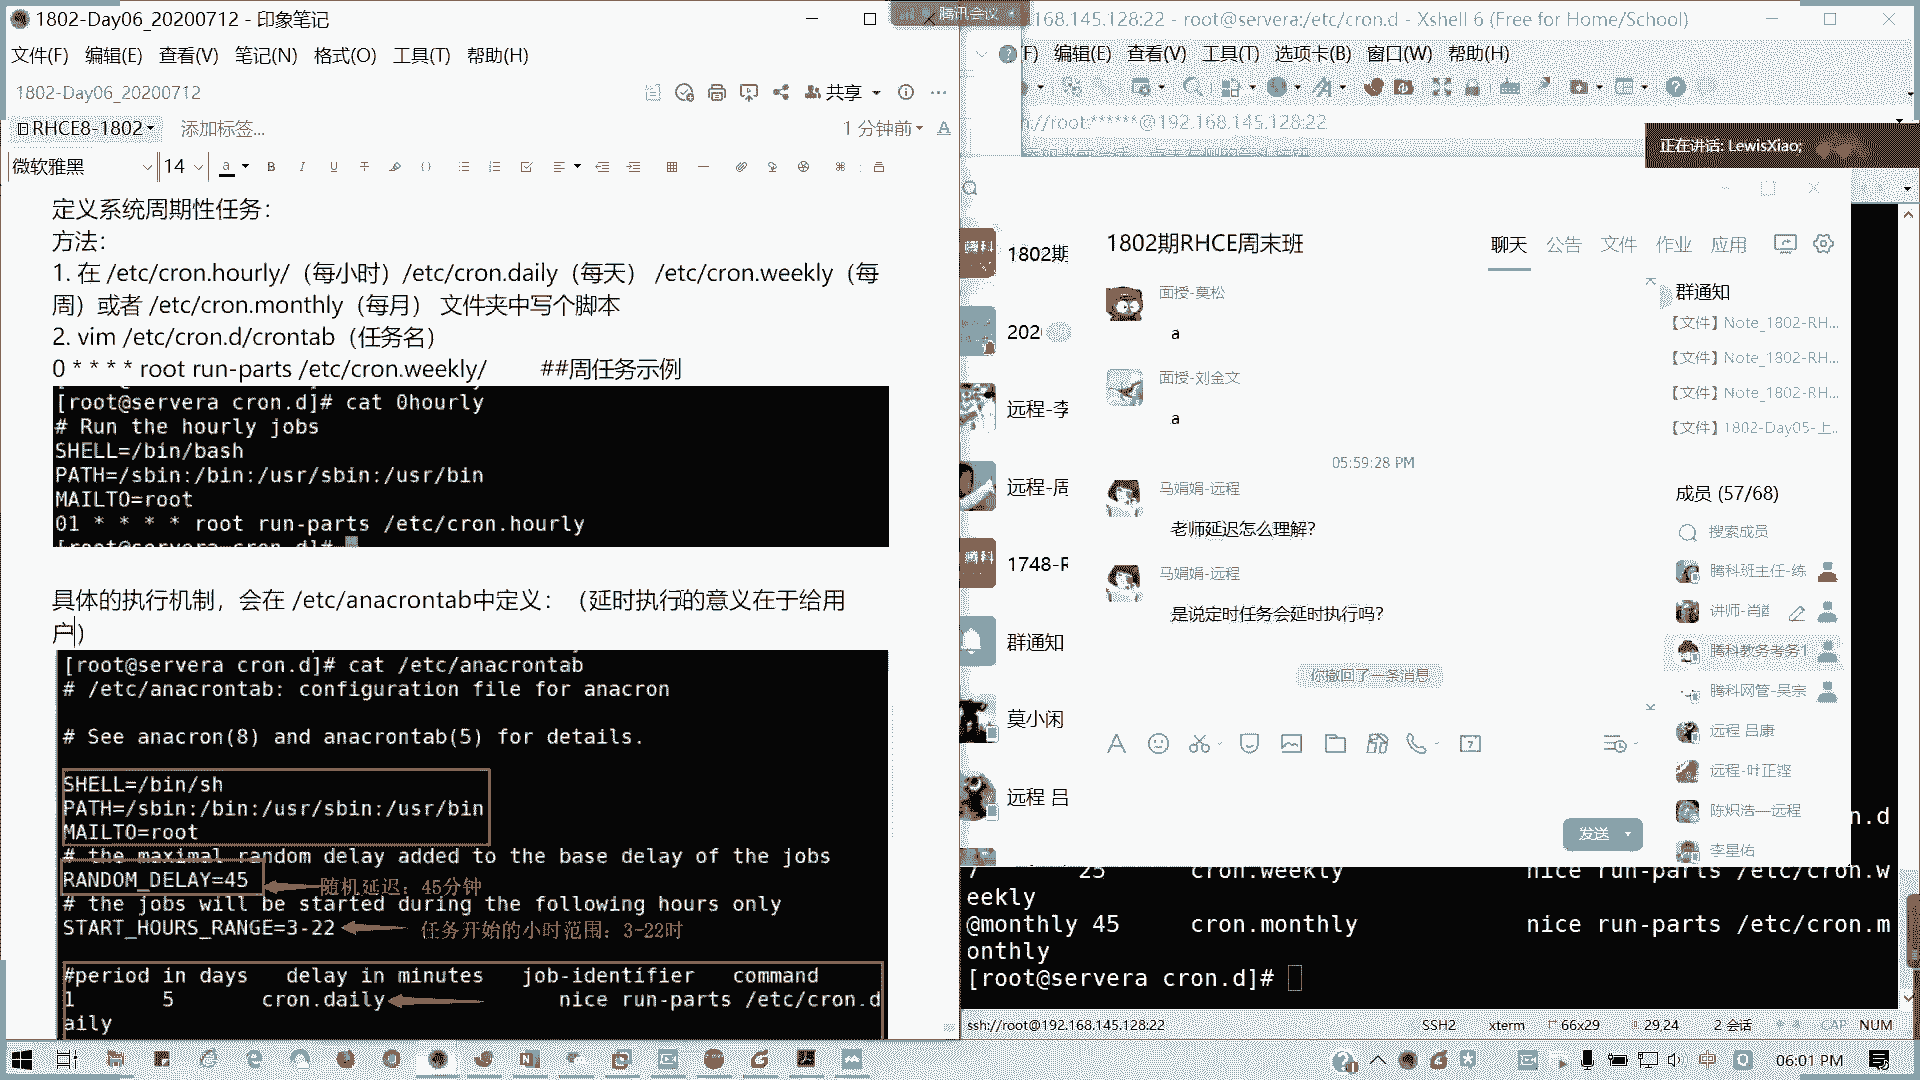 1802-Day06_20200712 - 印象笔记
文件(F) 编辑(E) 查看(V) 笔记(N) 格式(O) 工具(T) 帮助(H)
1802-Day06_20200712
共享
RHCE8-1802
添加标签...
1 分钟前
微软雅黑 14
定义系统周期性任务：
方法：
1. 在 /etc/cron.hourly/（每小时）/etc/cron.daily（每天） /etc/cron.weekly（每
周）或者 /etc/cron.monthly（每月） 文件夹中写个脚本
2. vim /etc/cron.d/crontab（任务名）
0 * * * * root run-parts /etc/cron.weekly/ ##周任务示例
[root@servera cron.d]# cat 0hourly
# Run the hourly jobs
SHELL=/bin/bash
PATH=/sbin:/bin:/usr/sbin:/usr/bin
MAILTO=root
01 * * * * root run-parts /etc/cron.hourly
[root@servera cron.d]#
具体的执行机制，会在 /etc/anacrontab中定义：（延时执行的意义在于给用
户）
[root@servera cron.d]# cat /etc/anacrontab
# /etc/anacrontab: configuration file for anacron
# See anacron(8) and anacrontab(5) for details.
SHELL=/bin/sh
PATH=/sbin:/bin:/usr/sbin:/usr/bin
MAILTO=root
# the maximal random delay added to the base delay of the jobs
RANDOM_DELAY=45
随机延迟：45分钟
# the jobs will be started during the following hours only
START_HOURS_RANGE=3-22
任务开始的小时范围：3-22时
#period in days delay in minutes job-identifier command
1 5 cron.daily nice run-parts /etc/cron.d
aily
腾讯会议
168.145.128:22 - root@servera:/etc/cron.d - Xshell 6 (Free for Home/School)
F) 编辑(E) 查看(V) 工具(T) 选项卡(B) 窗口(W) 帮助(H)
//root:******@192.168.145.128:22
正在讲话: LewisXiao;
1802期
202
远程-李
远程-周
1748-R
群通知
莫小闲
远程 吕
1802期RHCE周末班
聊天 公告 文件 作业 应用
面授-莫松
a
面授-刘金文
a
05:59:28 PM
马娟娟-远程
老师延迟怎么理解？
马娟娟-远程
是说定时任务会延时执行吗？
你撤回了一条消息
发送
群通知
【文件】Note_1802-RH...
【文件】Note_1802-RH...
【文件】Note_1802-RH...
【文件】1802-Day05-上...
成员 (57/68)
搜索成员
腾科班主任-练
讲师-肖
腾科教务考务1
腾科网管-吴宗
远程 吕康
远程-叶正铿
陈炽浩—远程
李星佑
n.d
7 25 cron.weekly nice run-parts /etc/cron.w
eekly
@monthly 45 cron.monthly nice run-parts /etc/cron.m
onthly
[root@servera cron.d]#
ssh://root@192.168.145.128:22
SSH2 xterm 66x29 29,24 2 会话 CAP NUM
中
06:01 PM